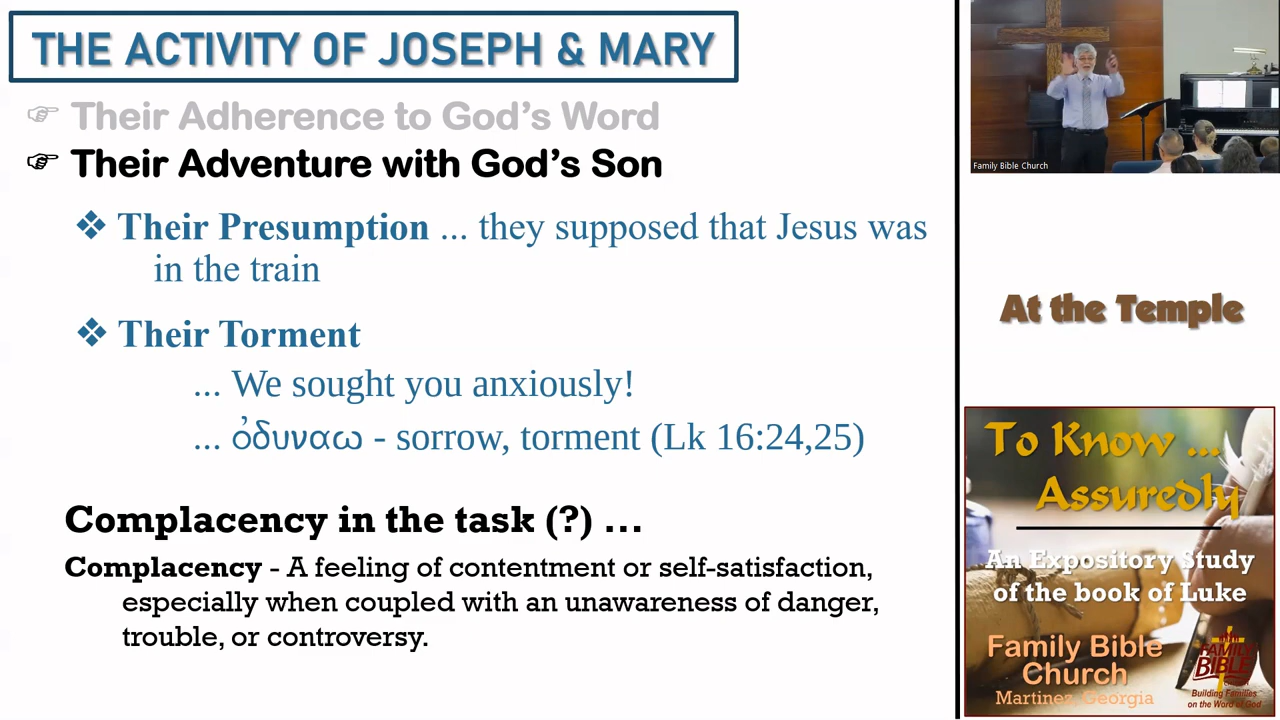 THE ACTIVITY OF JOSEPH & MARY
☞ Their Adherence to God's Word
☞ Their Adventure with God's Son
❖ Their Presumption ... they supposed that Jesus was
in the train
❖ Their Torment
... We sought you anxiously!
... ὀδυναω - sorrow, torment (Lk 16:24,25)
Complacency in the task (?) ...
Complacency - A feeling of contentment or self-satisfaction,
especially when coupled with an unawareness of danger,
trouble, or controversy.
Family Bible Church
At the Temple
To Know ...
Assuredly
An Expository Study
of the book of Luke
Family Bible
Church
Martinez, Georgia
FAMILY
BIBLE
CHURCH
Building Families
on the Word of God